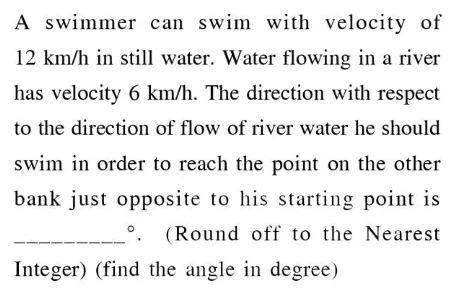 A swimmer can swim with velocity of
12 km/h in still water. Water flowing in a river
has velocity 6 km/h. The direction with respect
to the direction of flow of river water he should
swim in order to reach the point on the other
bank just opposite to his starting point is
_________°. (Round off to the Nearest
Integer) (find the angle in degree)